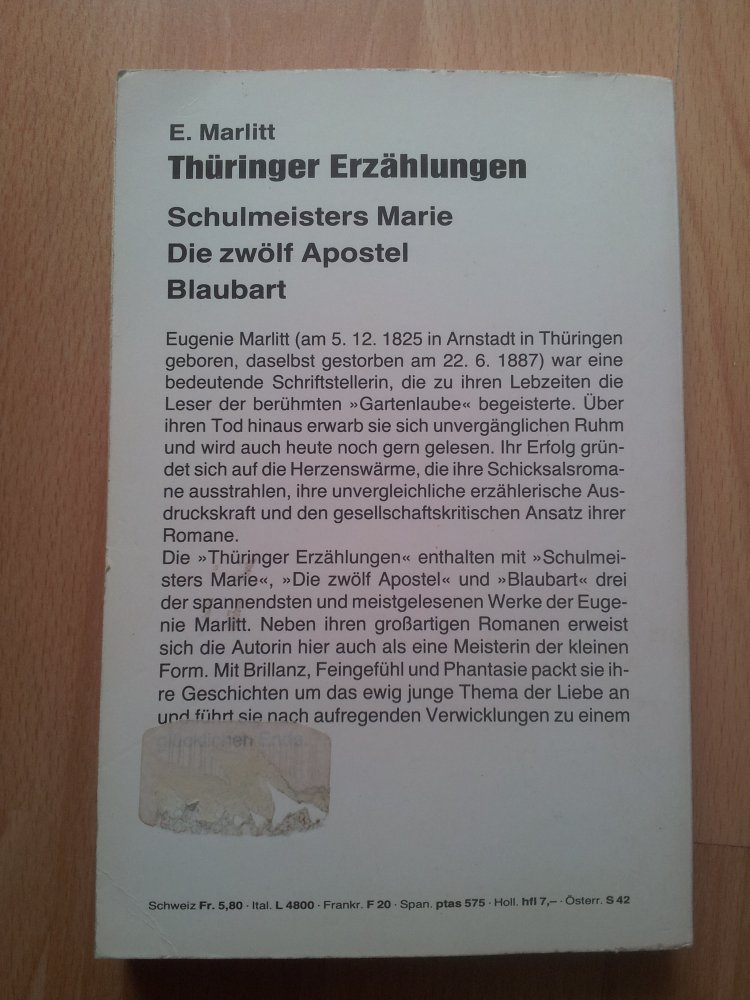 E. Marlitt
Thüringer Erzählungen
Schulmeisters Marie
Die zwölf Apostel
Blaubart
Eugenie Marlitt (am 5. 12. 1825 in Arnstadt in Thüringen
geboren, daselbst gestorben am 22. 6. 1887) war eine
bedeutende Schriftstellerin, die zu ihren Lebzeiten die
Leser der berühmten »Gartenlaube« begeisterte. Über
ihren Tod hinaus erwarb sie sich unvergänglichen Ruhm
und wird auch heute noch gern gelesen. Ihr Erfolg grün-
det sich auf die Herzenswärme, die ihre Schicksalsroma-
ne ausstrahlen, ihre unvergleichliche erzählerische Aus-
druckskraft und den gesellschaftskritischen Ansatz ihrer
Romane.
Die »Thüringer Erzählungen« enthalten mit »Schulmei-
sters Marie«, »Die zwölf Apostel« und »Blaubart« drei
der spannendsten und meistgelesenen Werke der Euge-
nie Marlitt. Neben ihren großartigen Romanen erweist
sich die Autorin hier auch als eine Meisterin der kleinen
Form. Mit Brillanz, Feingefühl und Phantasie packt sie ih-
re Geschichten um das ewig junge Thema der Liebe an
und führt sie nach aufregenden Verwicklungen zu einem
glücklichen Ende
Schweiz Fr. 5,80 · Ital. L 4800 · Frankr. F 20 · Span. ptas 575 · Holl. hfl 7,– · Österr. S 42